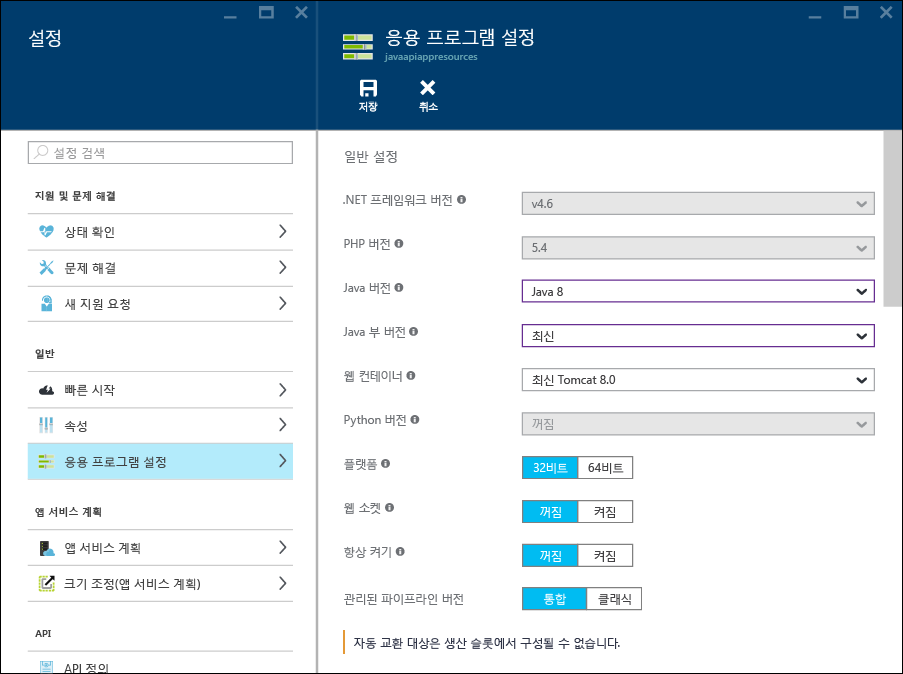 설정
설정 검색
지원 및 문제 해결
상태 확인
문제 해결
새 지원 요청
일반
빠른 시작
속성
응용 프로그램 설정
앱 서비스 계획
앱 서비스 계획
크기 조정(앱 서비스 계획)
API
API 정의
응용 프로그램 설정
javaapiappresources
저장 취소
일반 설정
.NET 프레임워크 버전 v4.6
PHP 버전 5.4
Java 버전 Java 8
Java 부 버전 최신
웹 컨테이너 최신 Tomcat 8.0
Python 버전 꺼짐
플랫폼 32비트 64비트
웹 소켓 꺼짐 켜짐
항상 켜기 꺼짐 켜짐
관리된 파이프라인 버전 통합 클래식
자동 교환 대상은 생산 슬롯에서 구성될 수 없습니다.